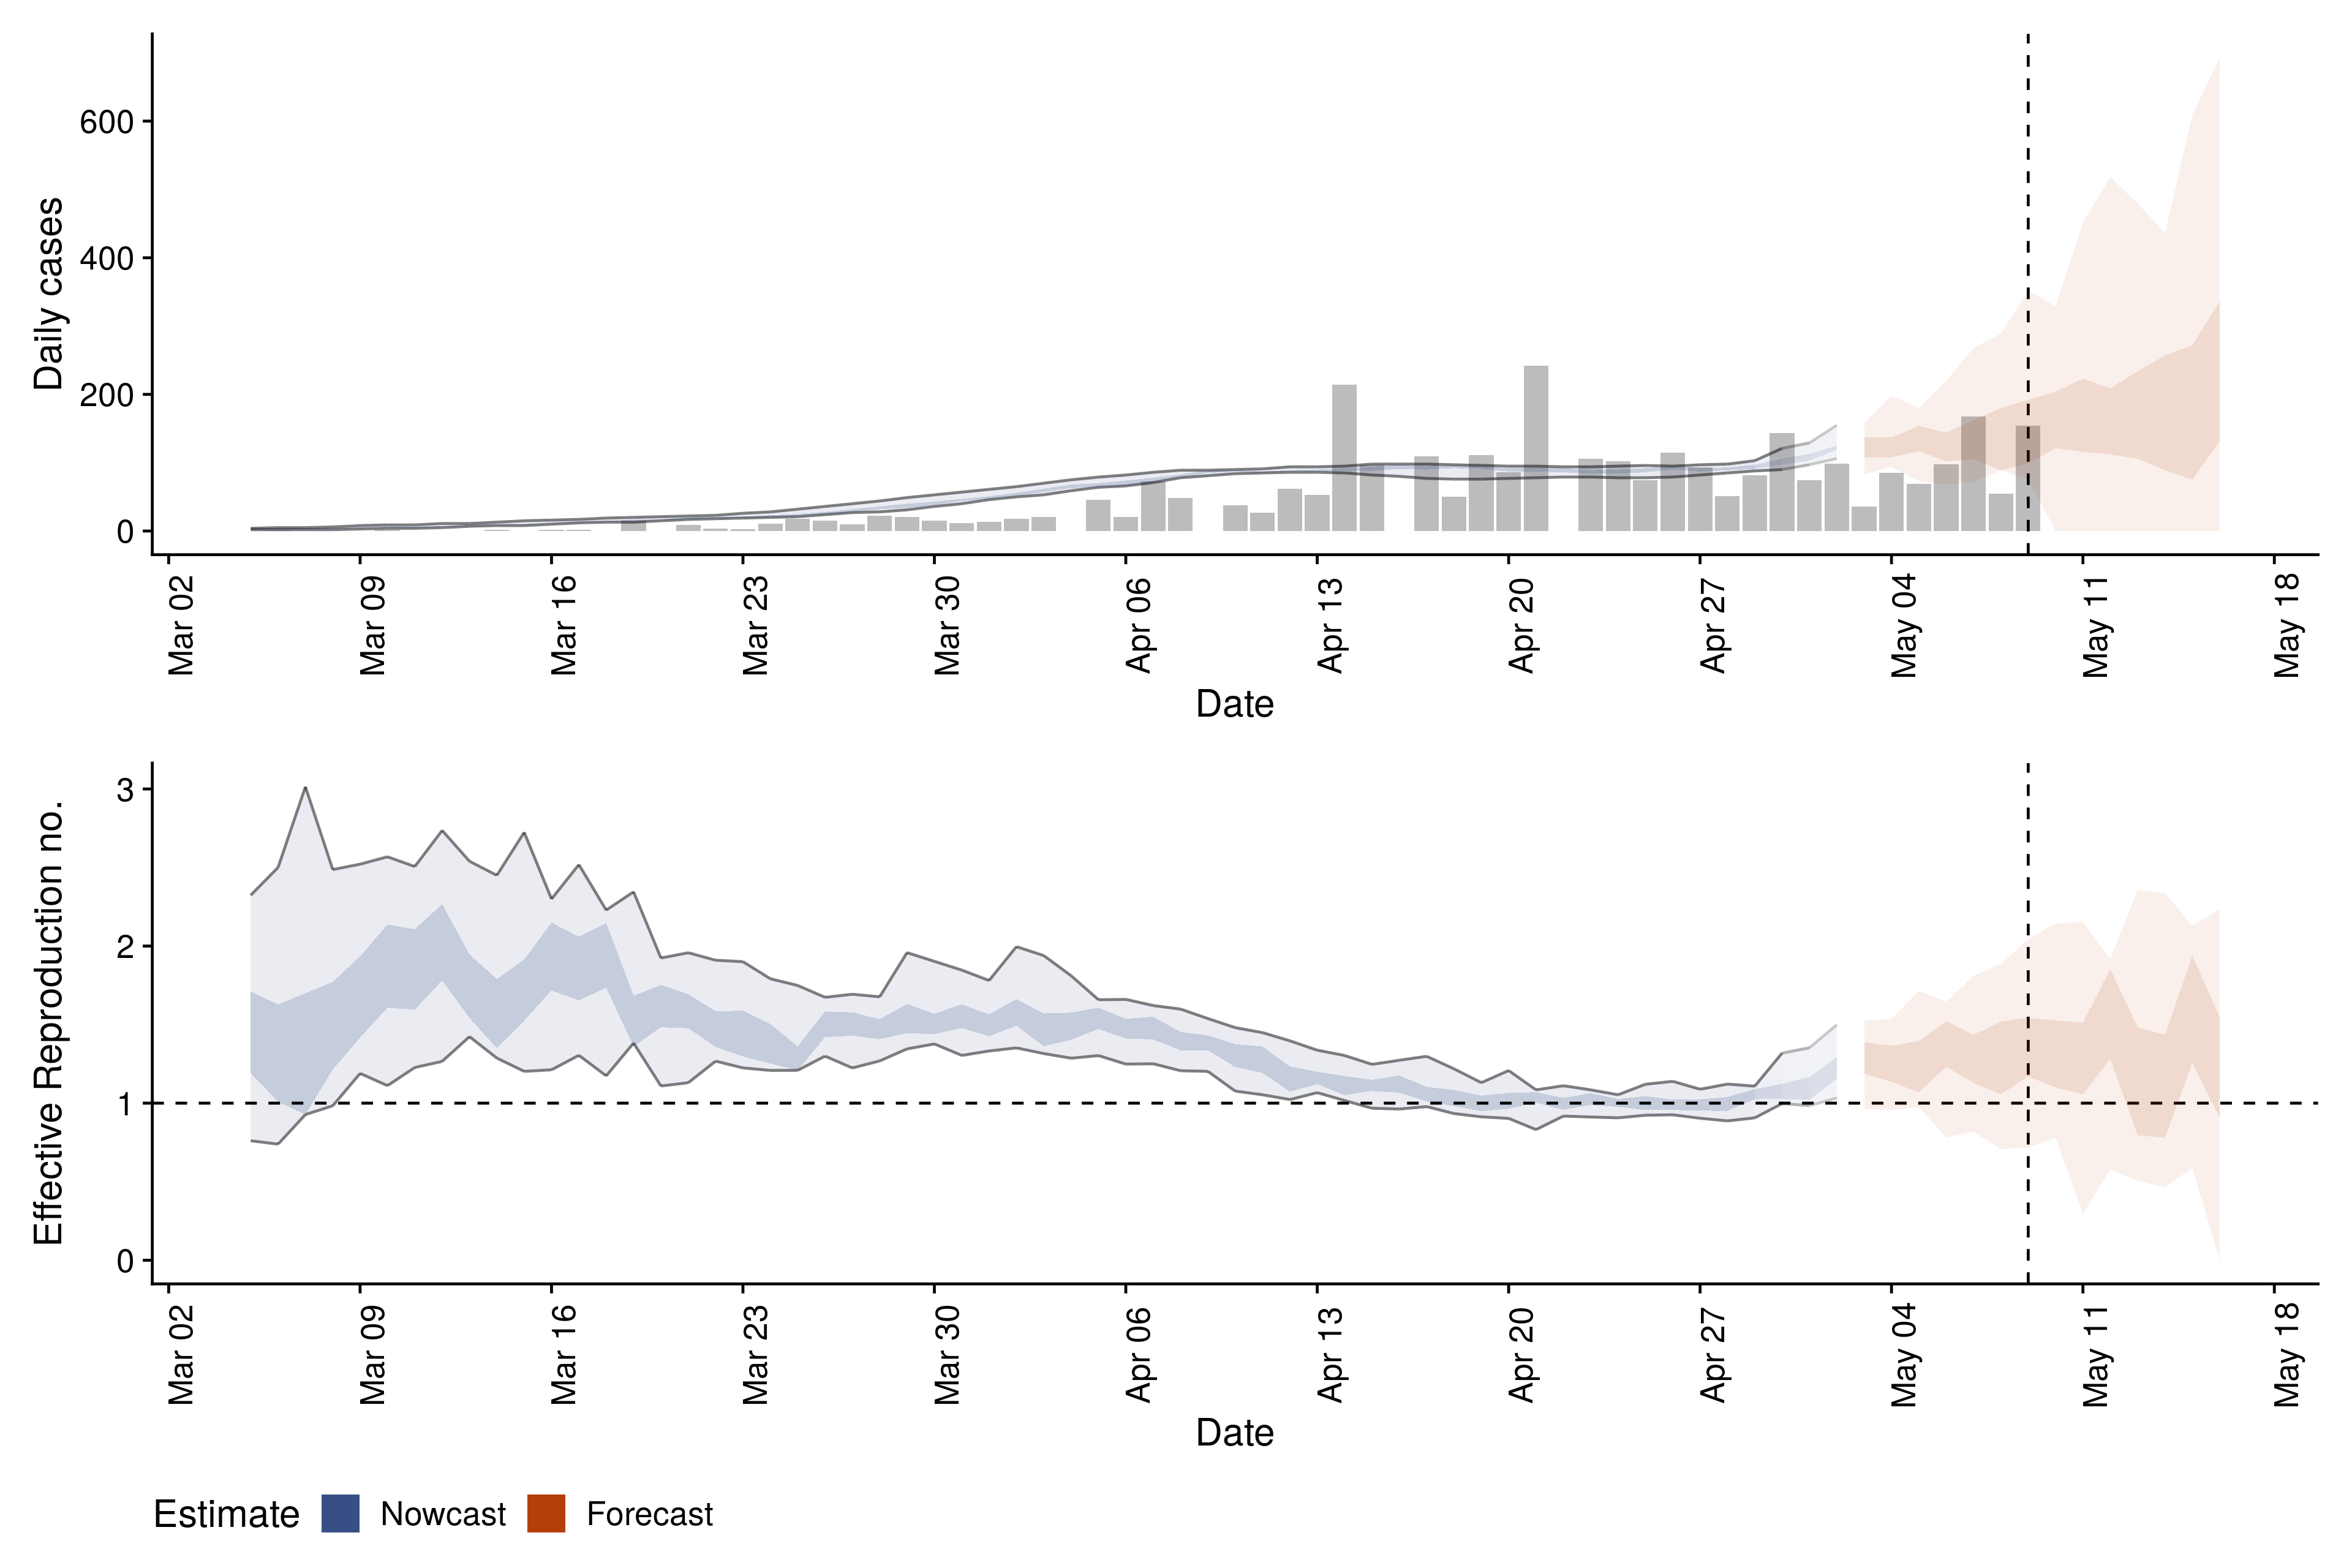 Daily cases
600
400
200
0
Mar 02
Mar 09
Mar 16
Mar 23
Mar 30
Apr 06
Apr 13
Apr 20
Apr 27
May 04
May 11
May 18
Date
Effective Reproduction no.
3
2
1
0
Mar 02
Mar 09
Mar 16
Mar 23
Mar 30
Apr 06
Apr 13
Apr 20
Apr 27
May 04
May 11
May 18
Date
Estimate Nowcast Forecast